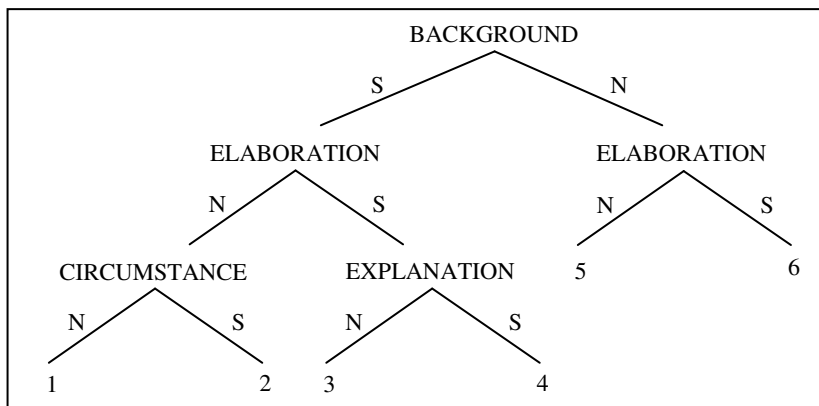 BACKGROUND
S N
ELABORATION ELABORATION
N S N S
CIRCUMSTANCE EXPLANATION 5 6
N S N S
1 2 3 4